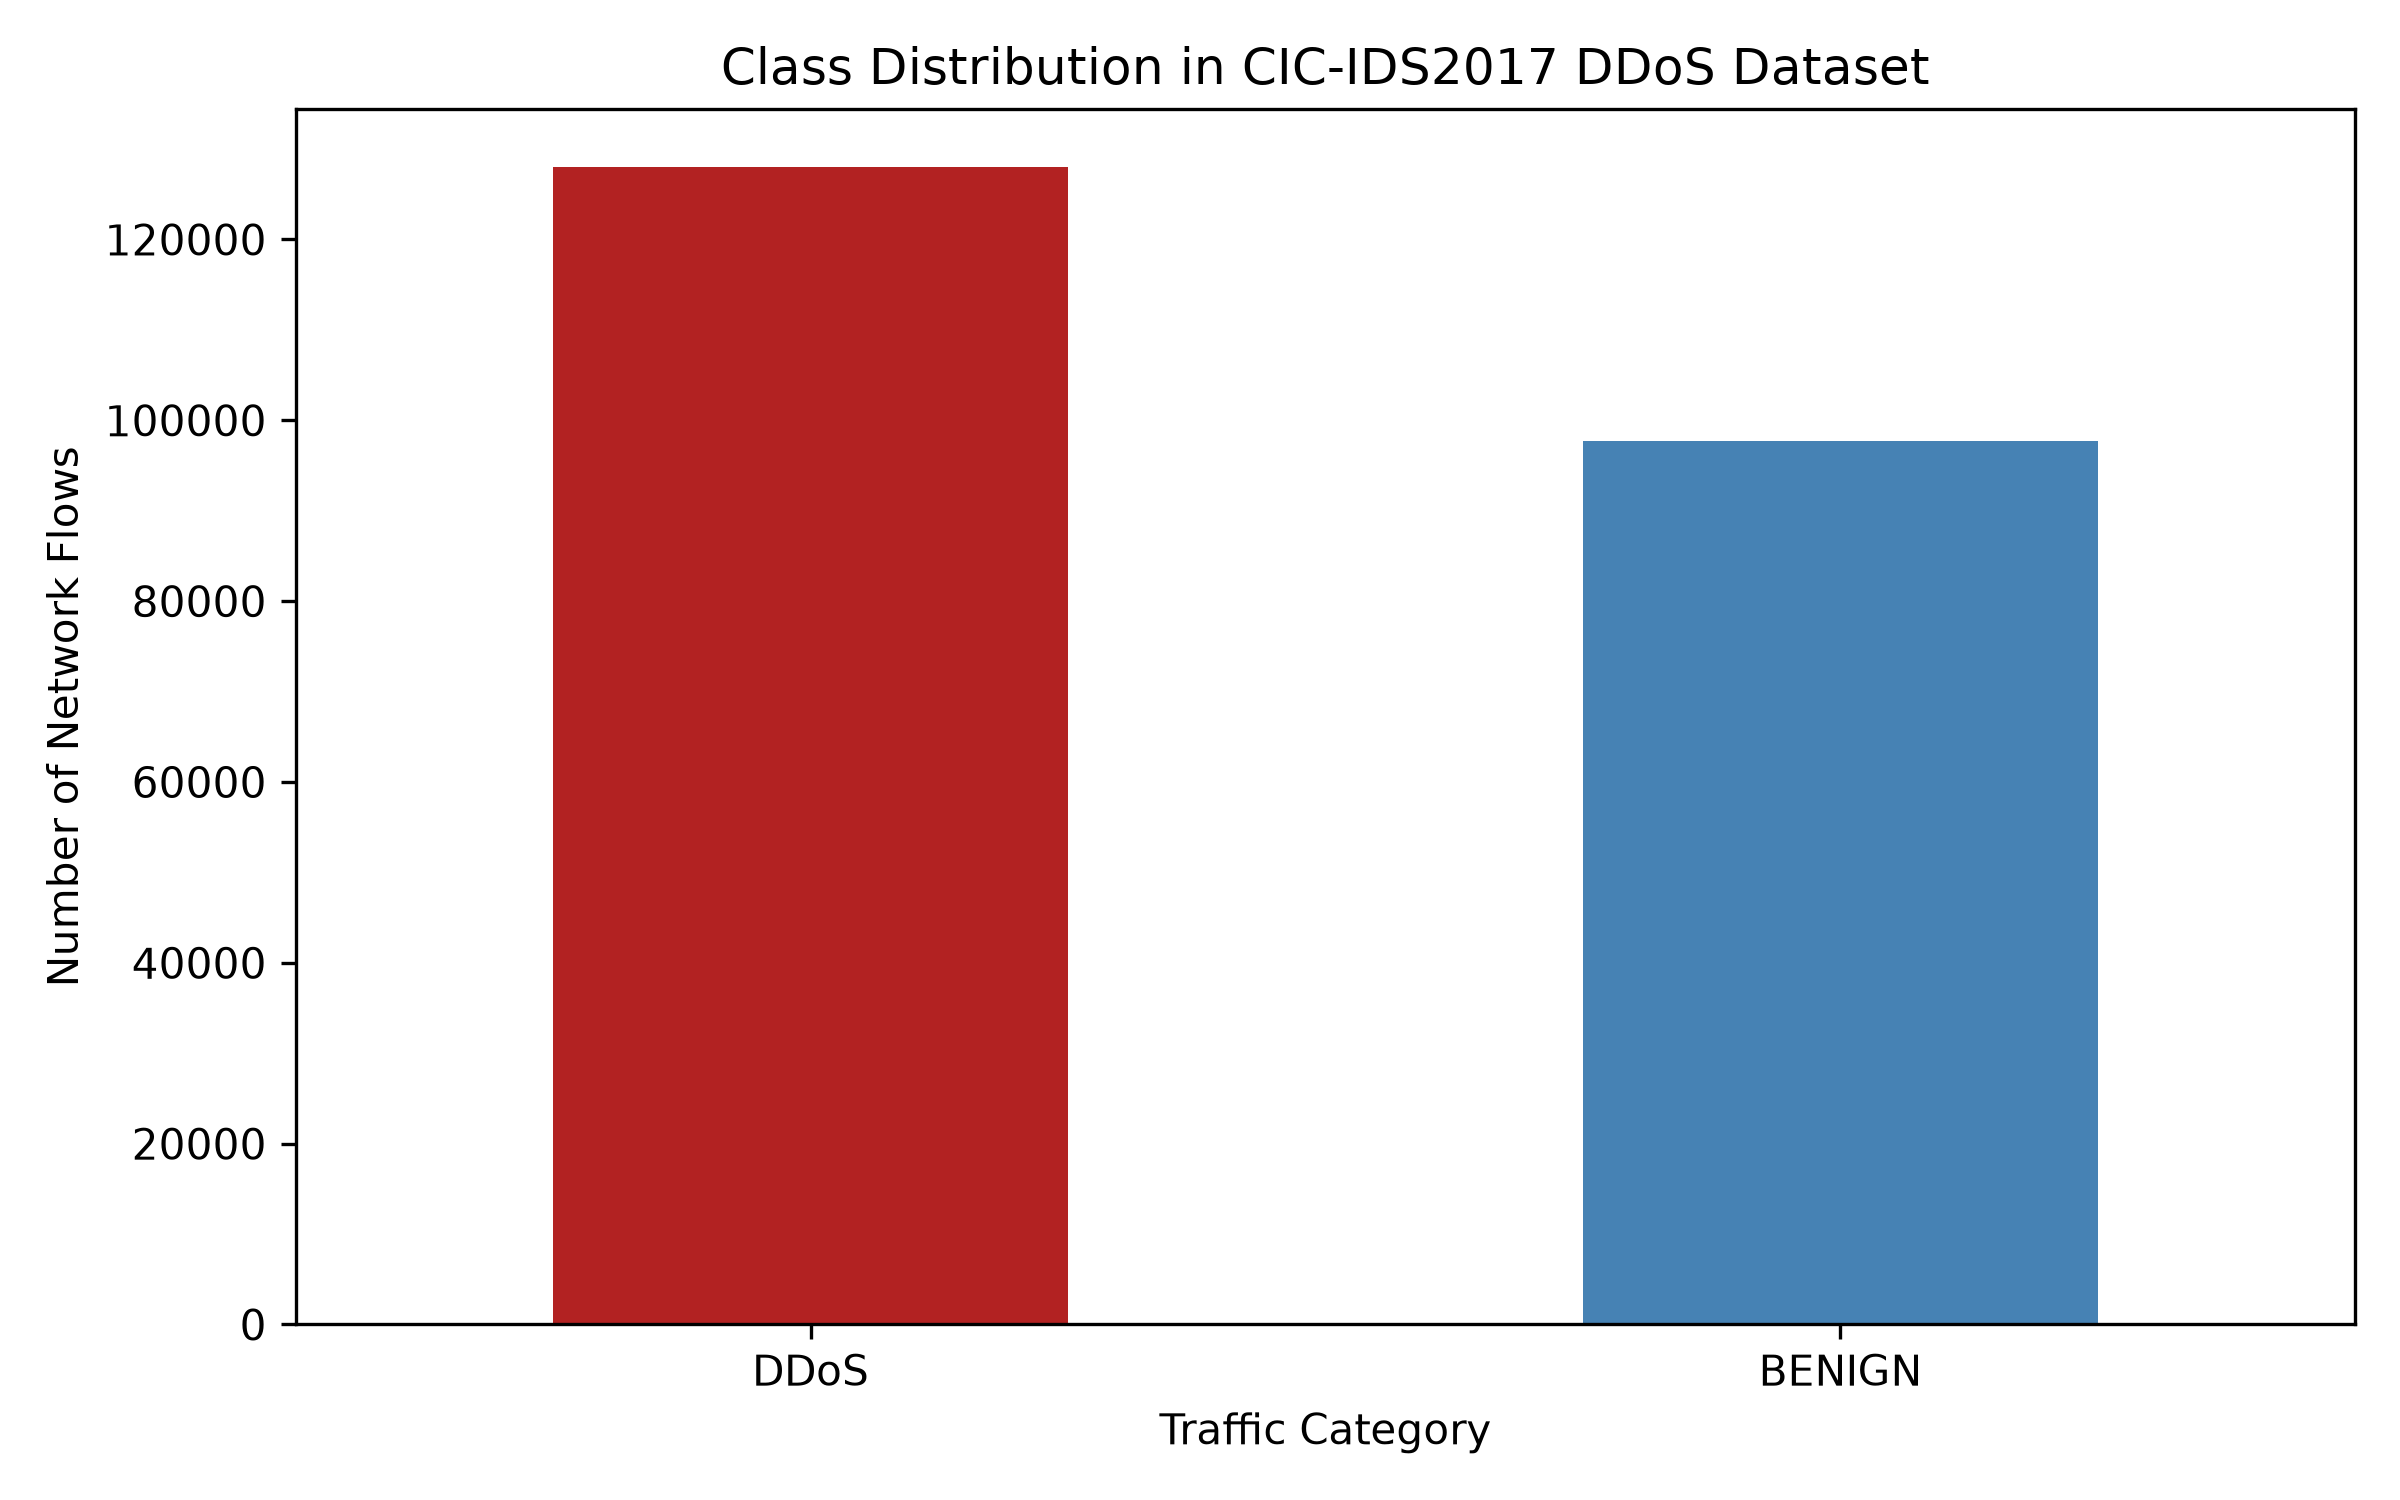 Class Distribution in CIC-IDS2017 DDoS Dataset
Number of Network Flows
120000
100000
80000
60000
40000
20000
0
DDoS
BENIGN
Traffic Category